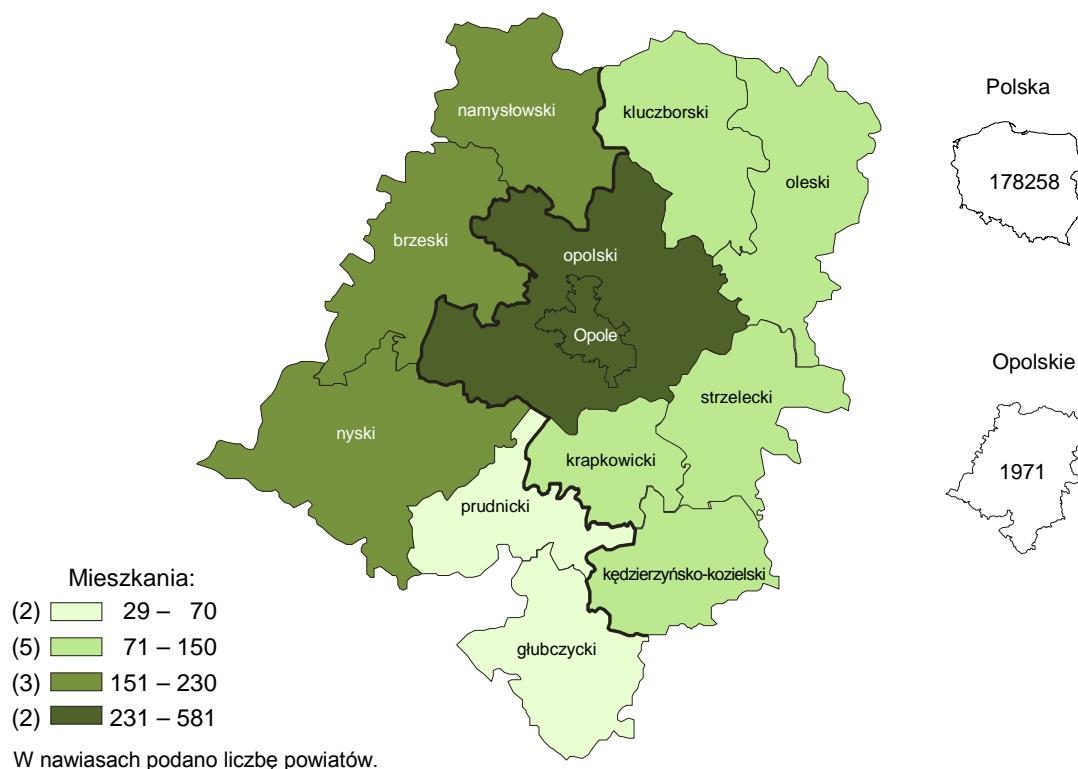 namysłowski
kluczborski
oleski
brzeski
opolski
Opole
strzelecki
nyski
krapkowicki
prudnicki
kędzierzyńsko-kozielski
głubczycki
Polska
178258
Opolskie
1971
Mieszkania:
(2) 29 – 70
(5) 71 – 150
(3) 151 – 230
(2) 231 – 581
W nawiasach podano liczbę powiatów.